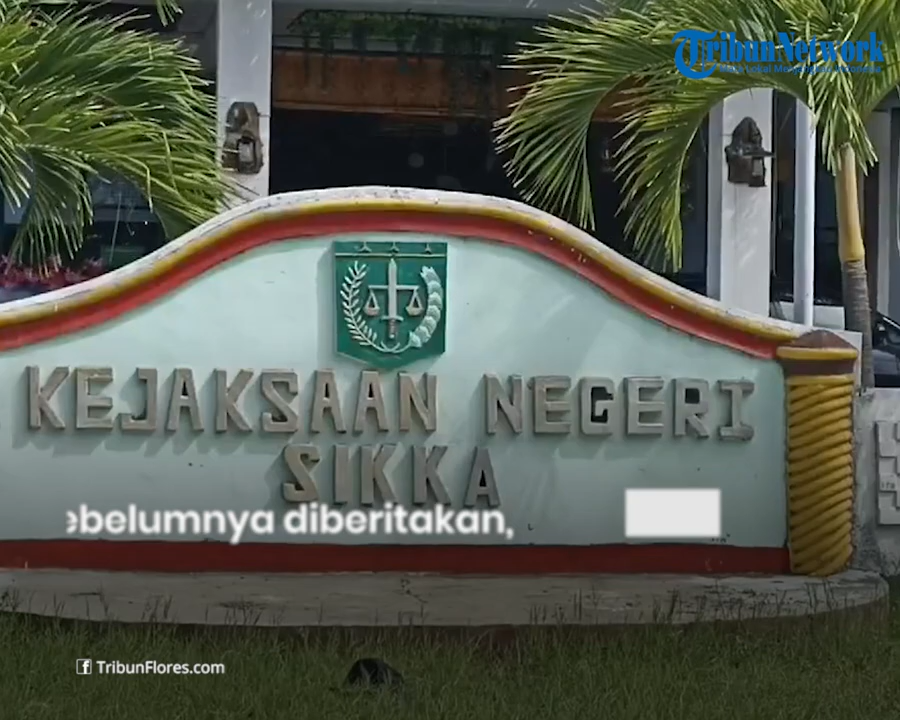 TribunNetwork
KEJAKSAAN NEGERI
SIKKA
ebelumnya diberitakan,
TribunFlores.com